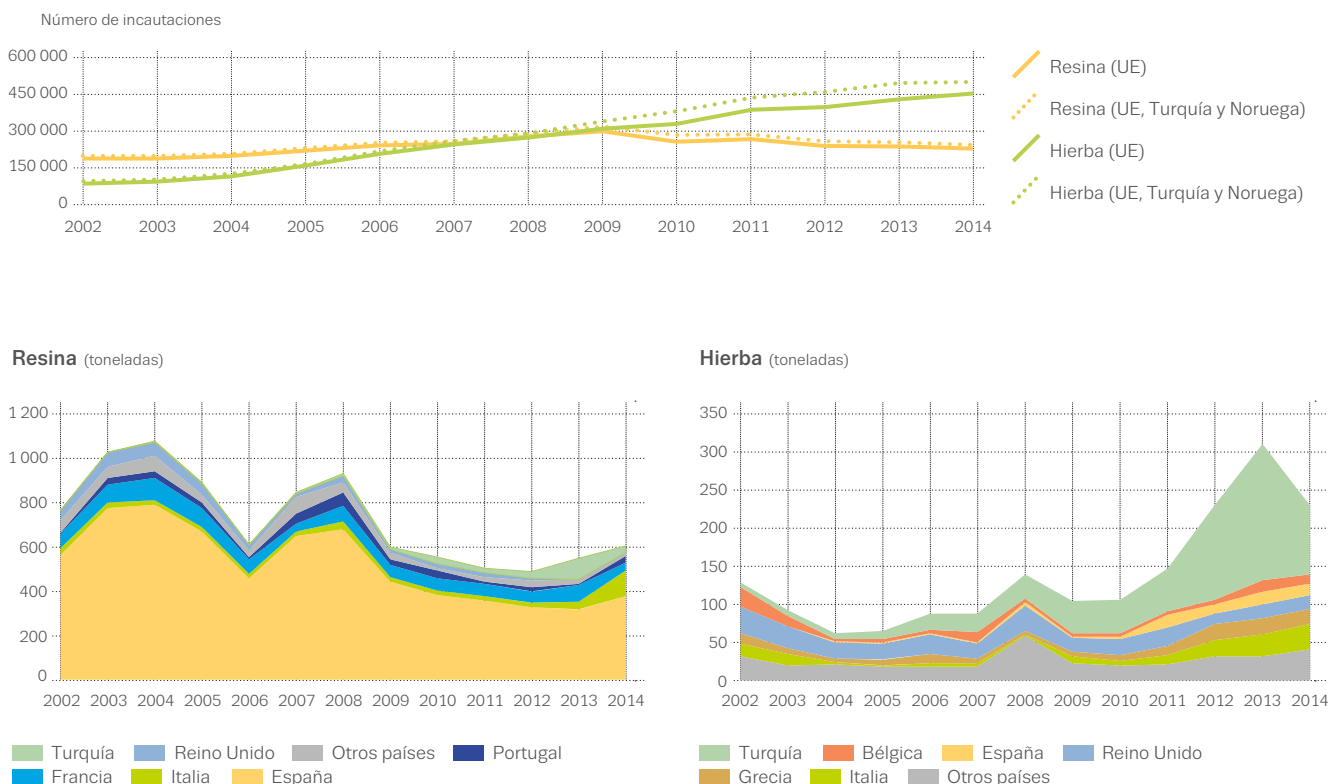 Número de incautaciones
600 000
450 000
300 000
150 000
0
2002 2003 2004 2005 2006 2007 2008 2009 2010 2011 2012 2013 2014
Resina (UE)
Resina (UE, Turquía y Noruega)
Hierba (UE)
Hierba (UE, Turquía y Noruega)
Resina (toneladas)
1 200
1 000
800
600
400
200
0
2002 2003 2004 2005 2006 2007 2008 2009 2010 2011 2012 2013 2014
Turquía Reino Unido Otros países Portugal
Francia Italia España
Hierba (toneladas)
350
300
250
200
150
100
50
0
2002 2003 2004 2005 2006 2007 2008 2009 2010 2011 2012 2013 2014
Turquía Bélgica España Reino Unido
Grecia Italia Otros países